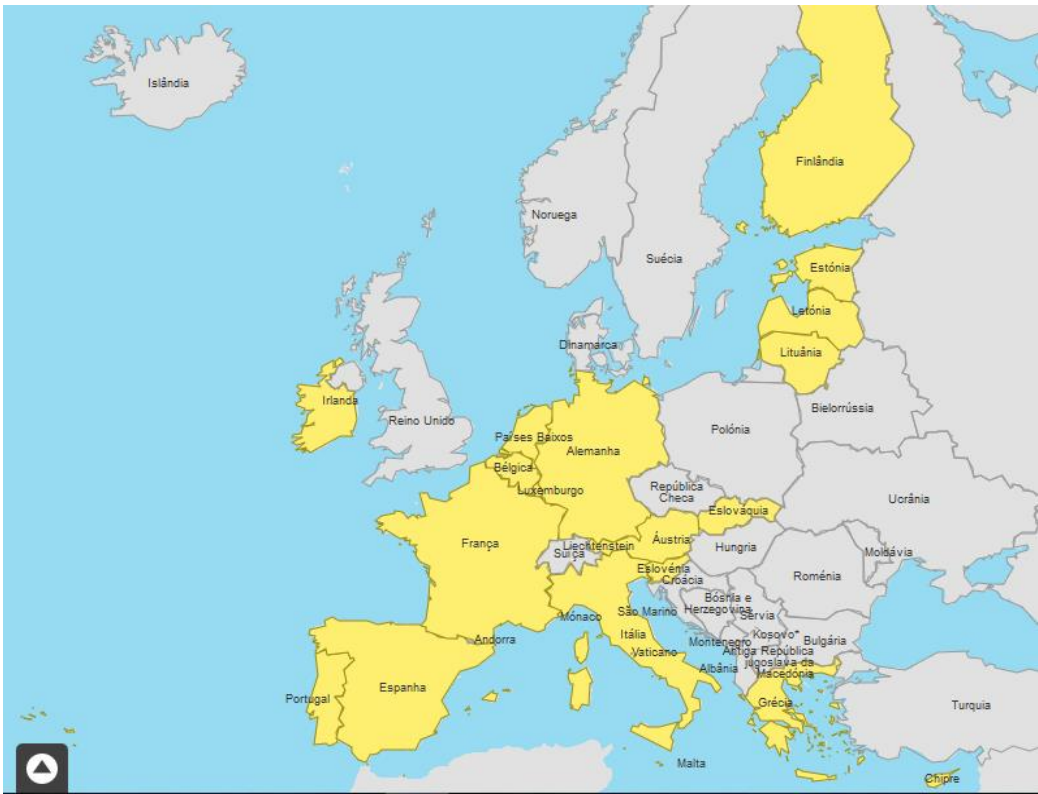 Islândia
Finlândia
Noruega
Suécia
Estónia
Letónia
Dinamarca
Lituânia
Irlanda
Bielorrússia
Reino Unido
Polónia
Países Baixos
Alemanha
Bélgica
República
Checa
Luxemburgo
Ucrânia
Eslováquia
França
Áustria
Liechtenstein
Hungria
Suíça
Moldávia
Eslovénia
Roménia
Croácia
Bósnia e
Herzegovina
Sérvia
Mónaco
São Marino
Itália
Kosovo*
Andorra
Montenegro
Bulgária
Vaticano
Antiga República
jugoslava da
Macedónia
Albânia
Espanha
Portugal
Grécia
Turquia
Malta
Chipre